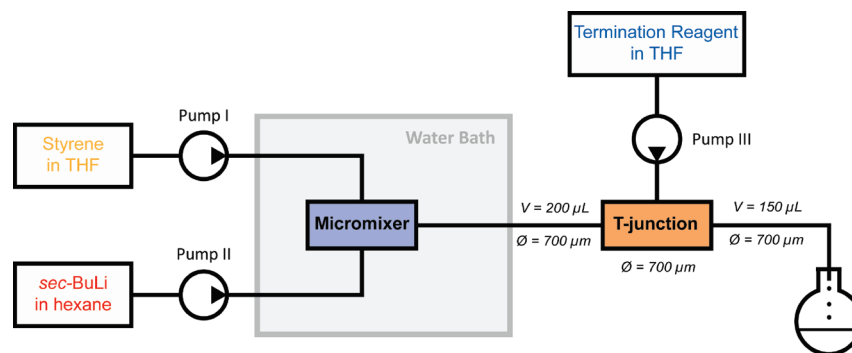 Termination Reagent
in THF
Pump I
Styrene
in THF
Water Bath
Pump III
Micromixer
V = 200 µL
Ø = 700 µm
T-junction
Ø = 700 µm
V = 150 µL
Ø = 700 µm
Pump II
sec-BuLi
in hexane